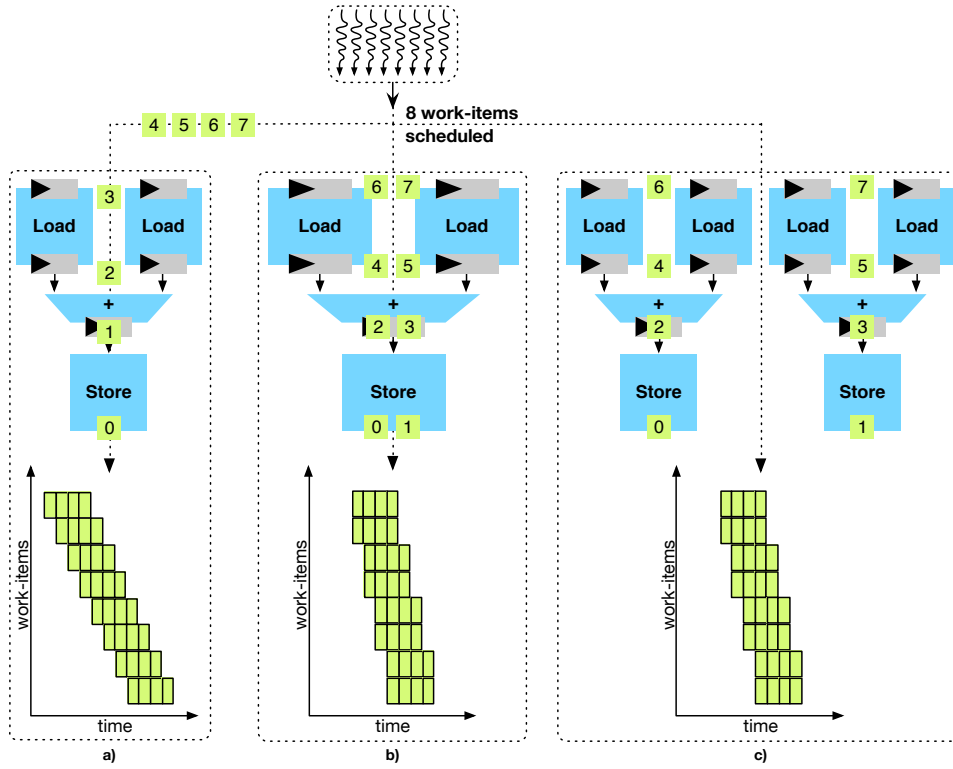 8 work-items
scheduled
4 5 6 7
3
Load Load
2
+
1
Store
0
work-items
time
a)
6 7
Load Load
4 5
+
2 3
Store
0 1
work-items
time
b)
6 7
Load Load Load Load
4 5
+ +
2 3
Store Store
0 1
work-items
time
c)